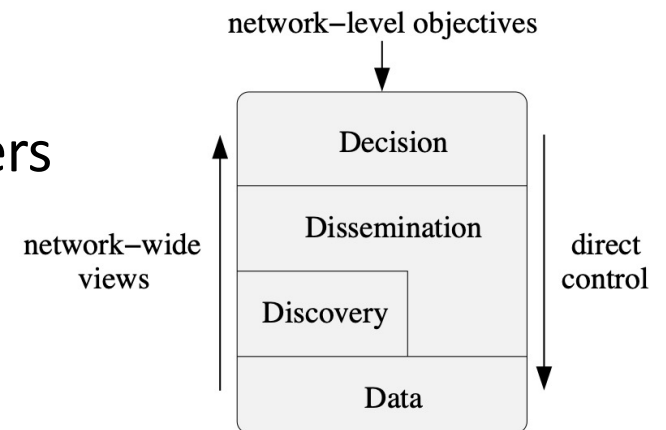 network–level objectives
ers
Decision
Dissemination
network–wide
views
direct
control
Discovery
Data